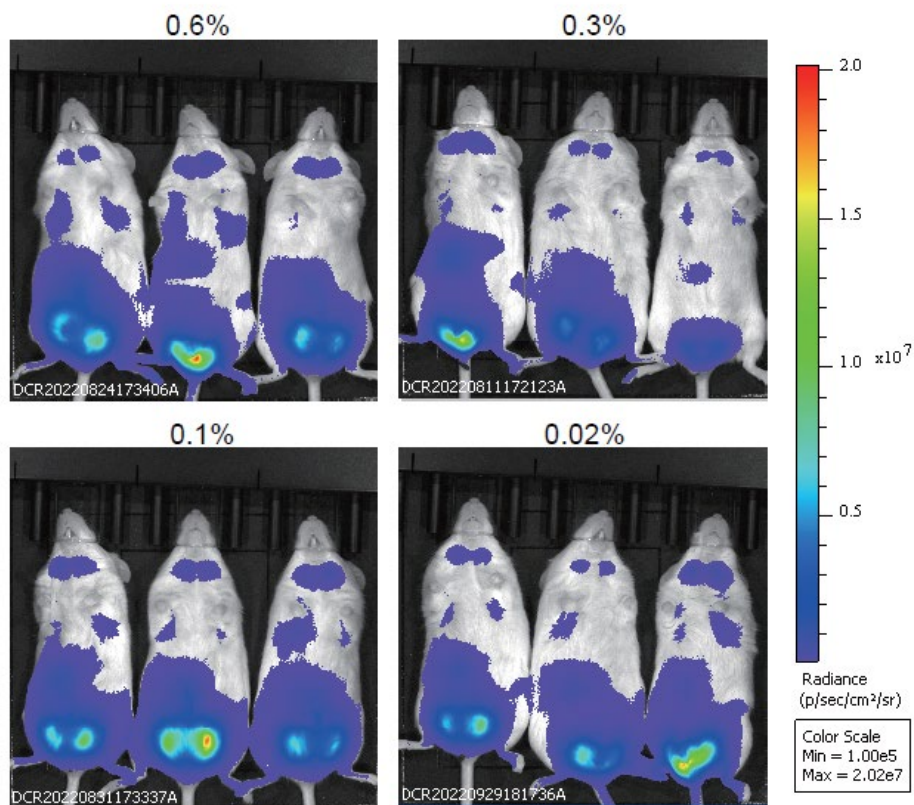 0.6%
0.3%
DCR20220824173406A
DCR20220811172123A
0.1%
0.02%
DCR20220831173337A
DCR20220929181736A
2.0
1.5
1.0
x10⁷
0.5
Radiance
(p/sec/cm²/sr)
Color Scale
Min = 1.00e5
Max = 2.02e7